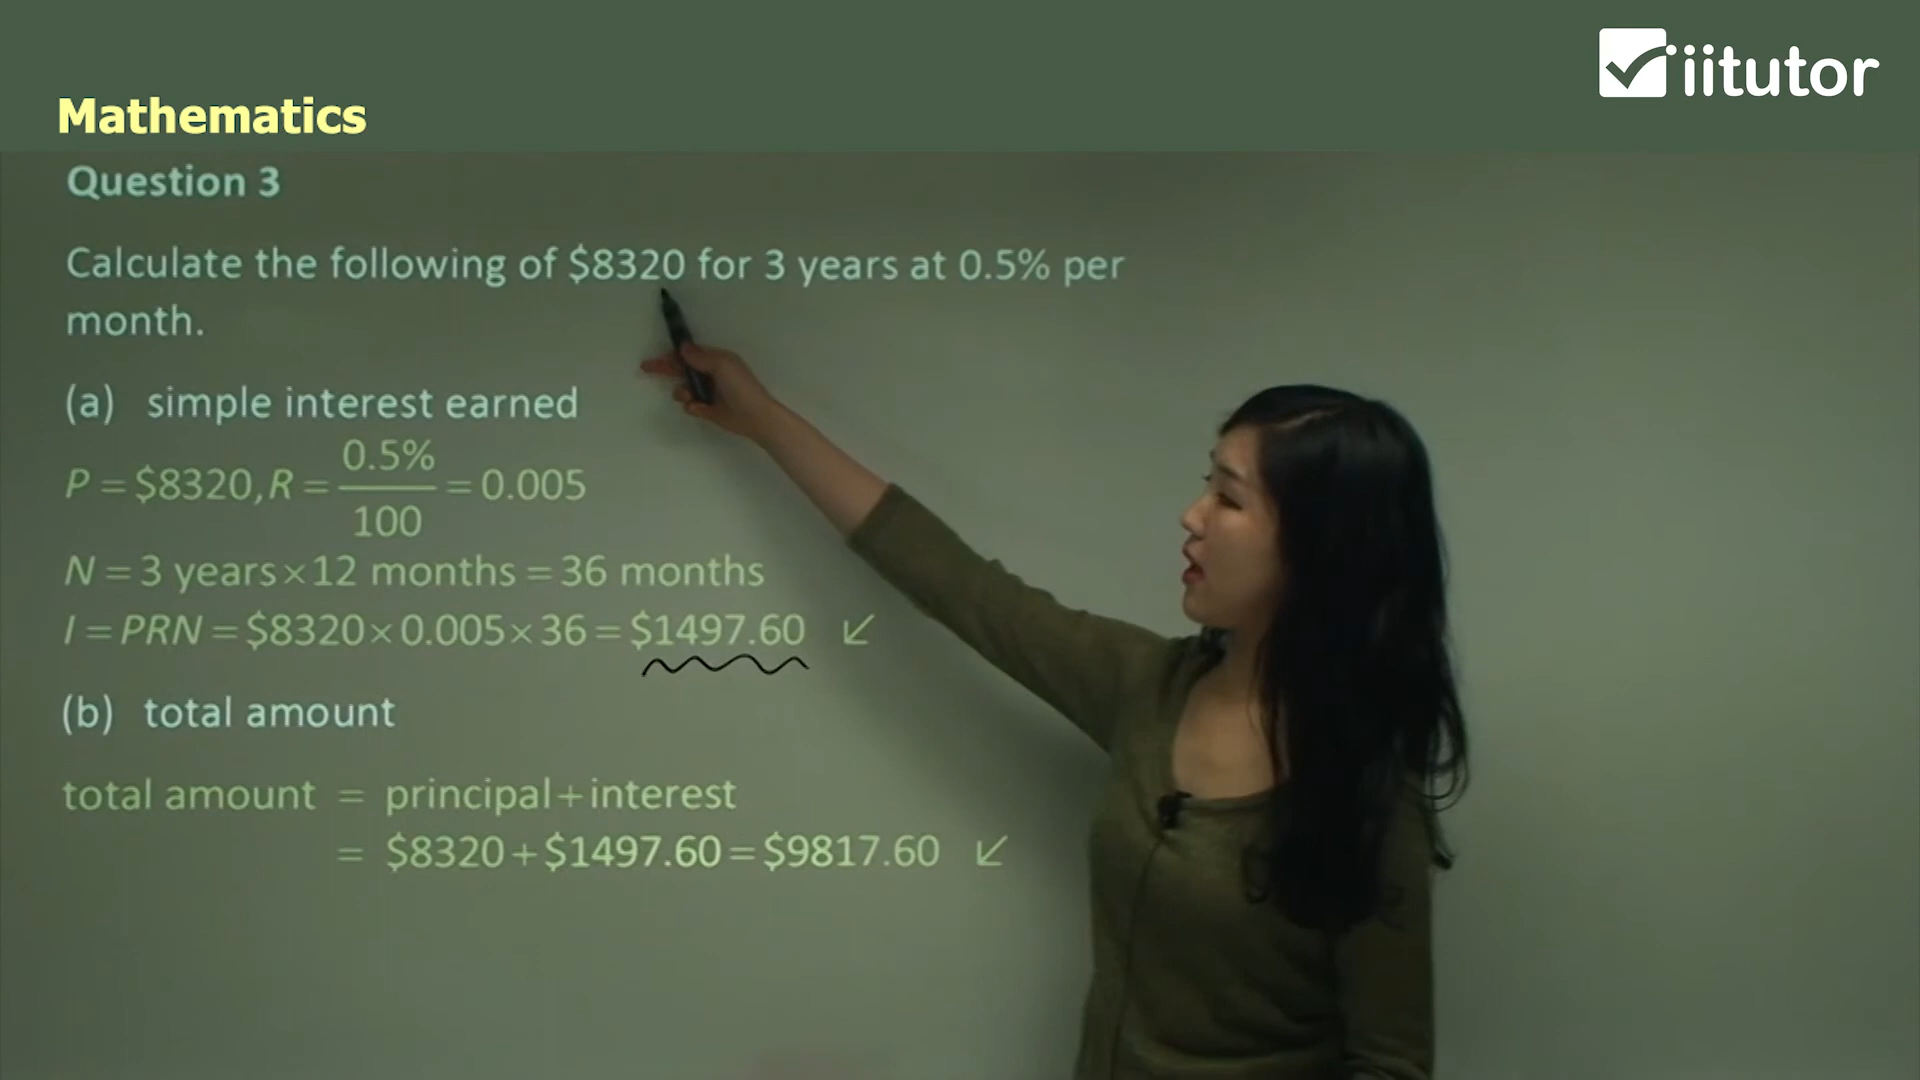 iitutor
Mathematics
Question 3
Calculate the following of $8320 for 3 years at 0.5% per
month.
(a) simple interest earned
P = $8320, R = 0.5%/100 = 0.005
N = 3 years × 12 months = 36 months
I = PRN = $8320 × 0.005 × 36 = $1497.60 ↙
(b) total amount
total amount = principal + interest
= $8320 + $1497.60 = $9817.60 ↙